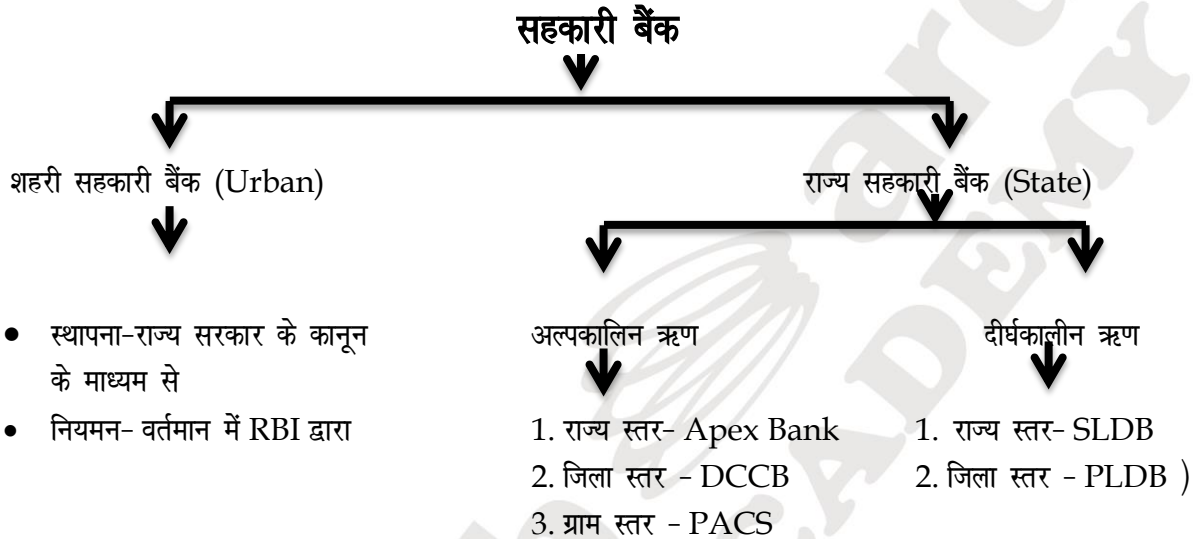 सहकारी बैंक
शहरी सहकारी बैंक (Urban)
राज्य सहकारी बैंक (State)
• स्थापना-राज्य सरकार के कानून
के माध्यम से
• नियमन- वर्तमान में RBI द्वारा
अल्पकालिन ऋण
1. राज्य स्तर- Apex Bank
2. जिला स्तर - DCCB
3. ग्राम स्तर - PACS
दीर्घकालीन ऋण
1. राज्य स्तर- SLDB
2. जिला स्तर - PLDB )
ACADEMY